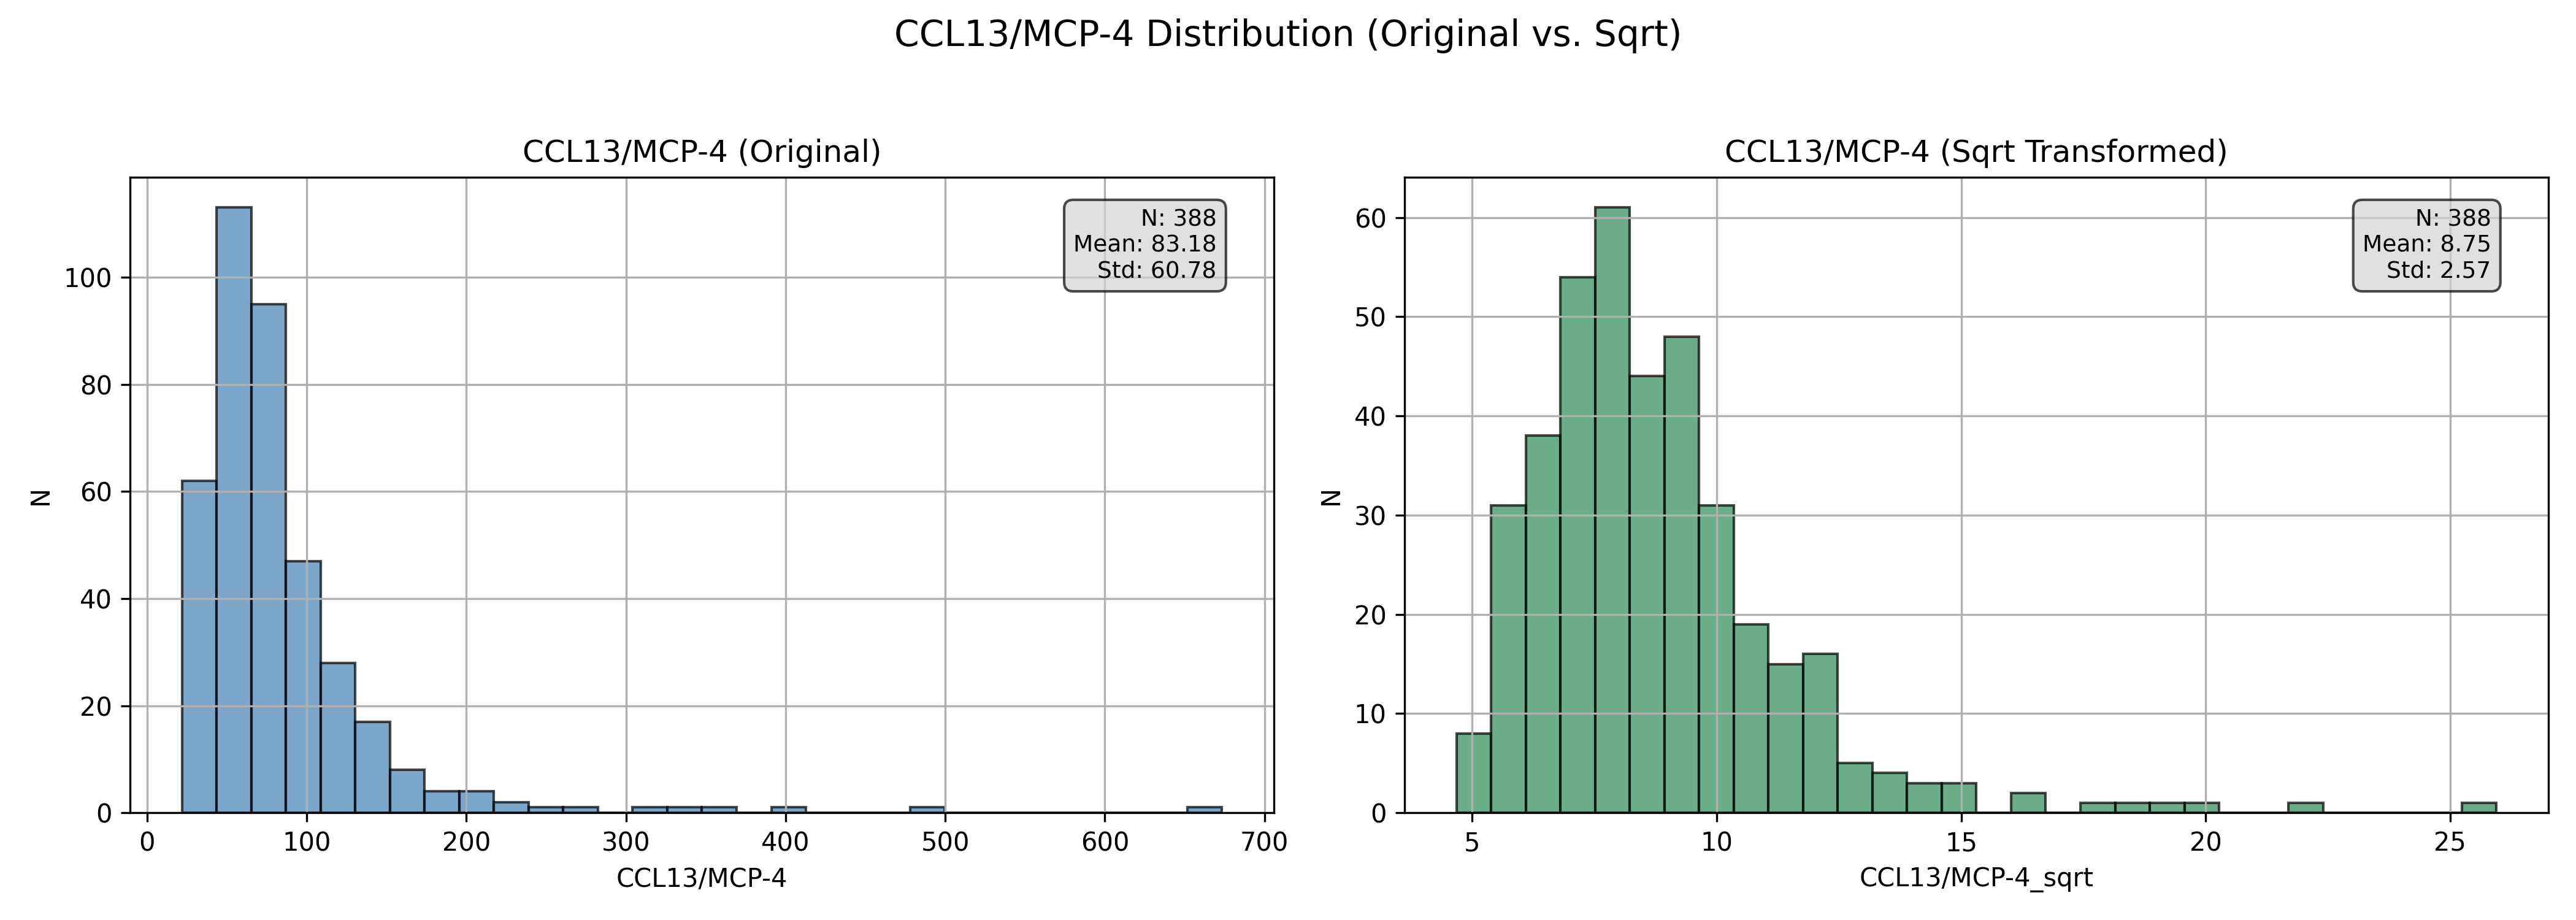 CCL13/MCP-4 Distribution (Original vs. Sqrt)
CCL13/MCP-4 (Original)
N: 388
Mean: 83.18
Std: 60.78
N
100
80
60
40
20
0
0 100 200 300 400 500 600 700
CCL13/MCP-4
CCL13/MCP-4 (Sqrt Transformed)
N: 388
Mean: 8.75
Std: 2.57
N
60
50
40
30
20
10
0
5 10 15 20 25
CCL13/MCP-4_sqrt